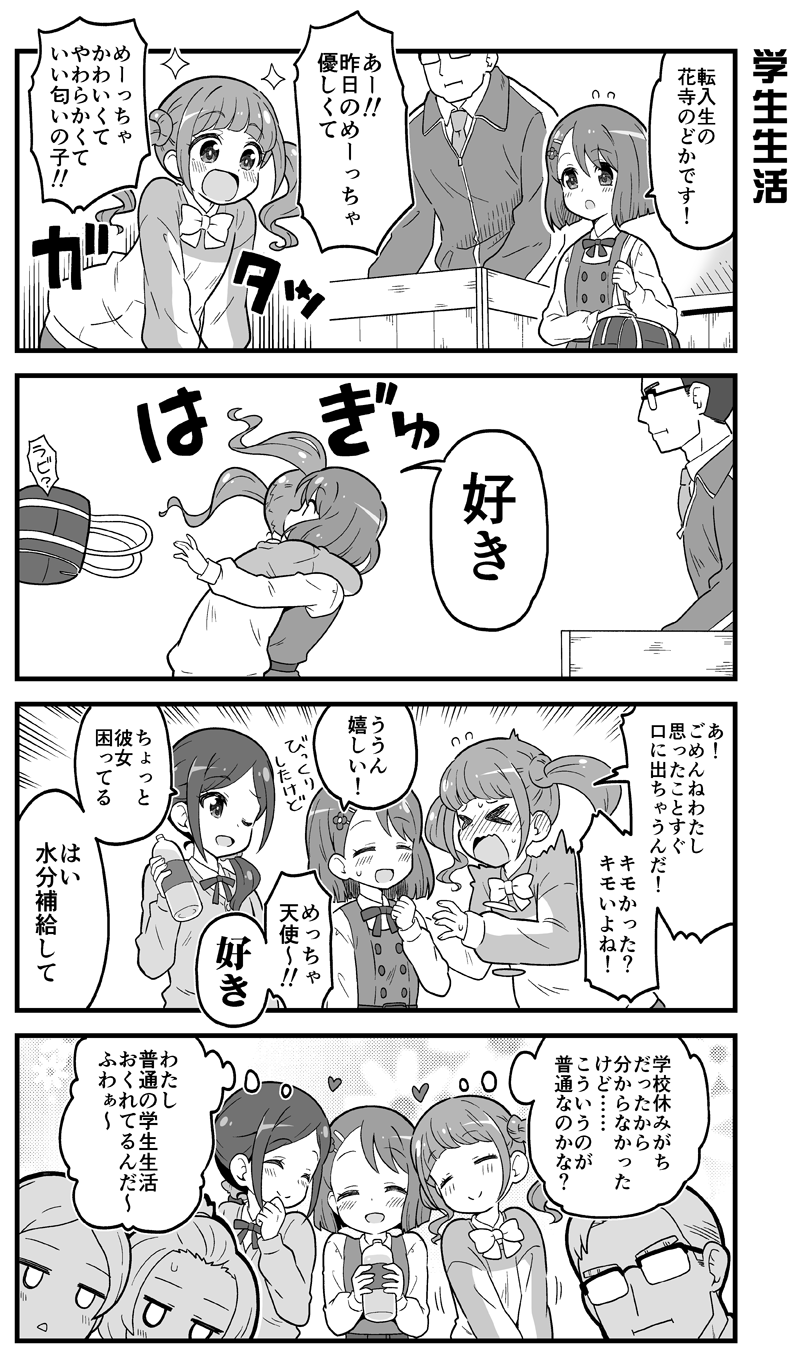 学生生活
転入生の
花寺のどかです!
あー!!
昨日のめーっちゃ
優しくて
めーっちゃ
かわいくて
やわらかくて
いい匂いの子!!
ガタッ
好き
はぎゅ
ラビ?
あ!
ごめんねわたし
思ったことすぐ
口に出ちゃうんだ!
キモかった?
キモいよね!
ううん
嬉しい!
びっくり
したけど
めっちゃ
天使〜!!
好き
ちょっと
彼女
困ってる
はい
水分補給して
学校休みがち
だったから
分からなかった
けど……
こういうのが
普通なのかな?
わたし
普通の学生生活
おくれてるんだ〜
ふわぁ〜